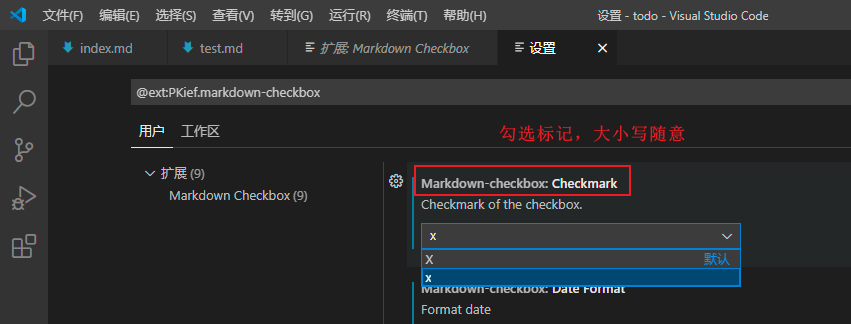 文件(F) 编辑(E) 选择(S) 查看(V) 转到(G) 运行(R) 终端(T) 帮助(H) 设置 - todo - Visual Studio Code
index.md test.md 扩展: Markdown Checkbox 设置
@ext:PKief.markdown-checkbox
用户 工作区
勾选标记，大小写随意
扩展 (9)
Markdown Checkbox (9)
Markdown-checkbox: Checkmark
Checkmark of the checkbox.
x
X 默认
x
Markdown-checkbox: Date Format
Format date